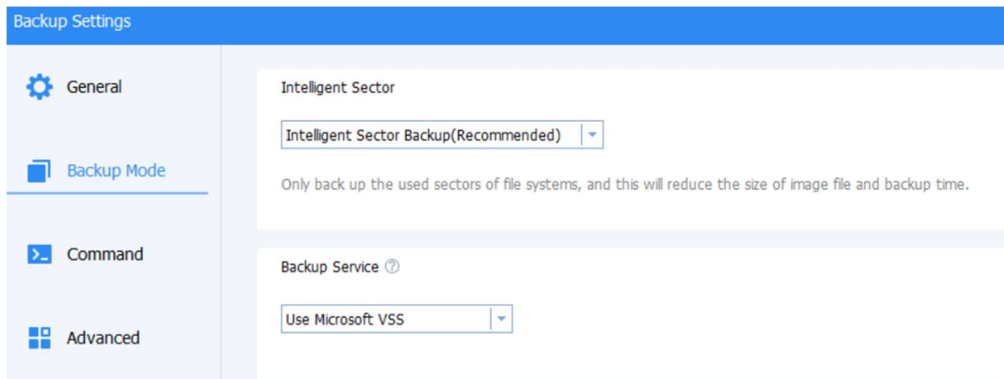 Backup Settings
General
Backup Mode
Command
Advanced
Intelligent Sector
Intelligent Sector Backup(Recommended)
Only back up the used sectors of file systems, and this will reduce the size of image file and backup time.
Backup Service ?
Use Microsoft VSS